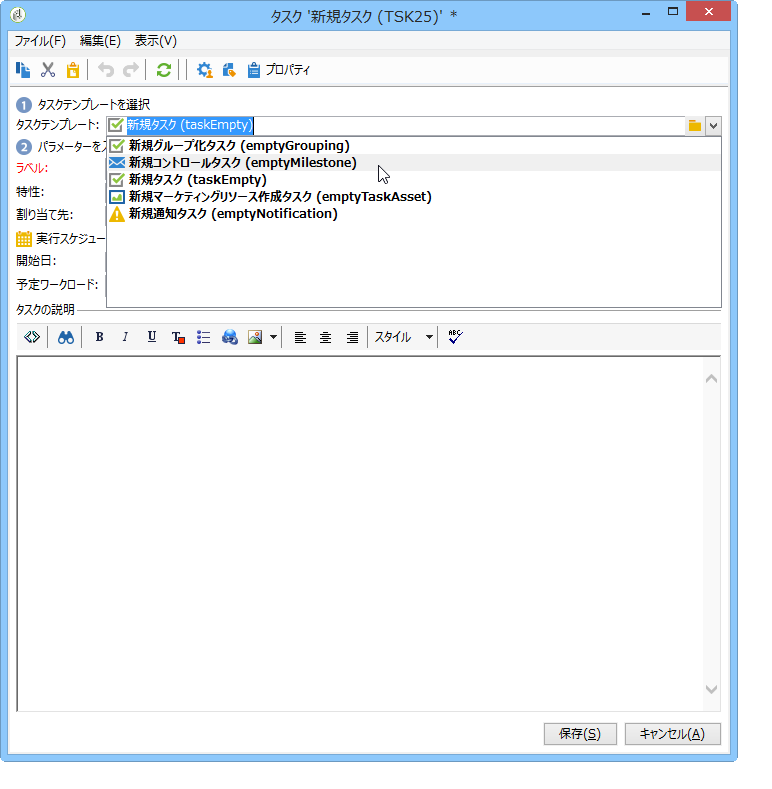 タスク '新規タスク (TSK25)' *
ファイル(F) 編集(E) 表示(V)
プロパティ
1 タスクテンプレートを選択
タスクテンプレート: 新規タスク (taskEmpty)
新規グループ化タスク (emptyGrouping)
新規コントロールタスク (emptyMilestone)
新規タスク (taskEmpty)
新規マーケティングリソース作成タスク (emptyTaskAsset)
新規通知タスク (emptyNotification)
2 パラメーターを
ラベル:
特性:
割り当て先:
実行スケジュー
開始日:
予定ワークロード:
タスクの説明
B I U T スタイル ABC
保存(S) キャンセル(A)